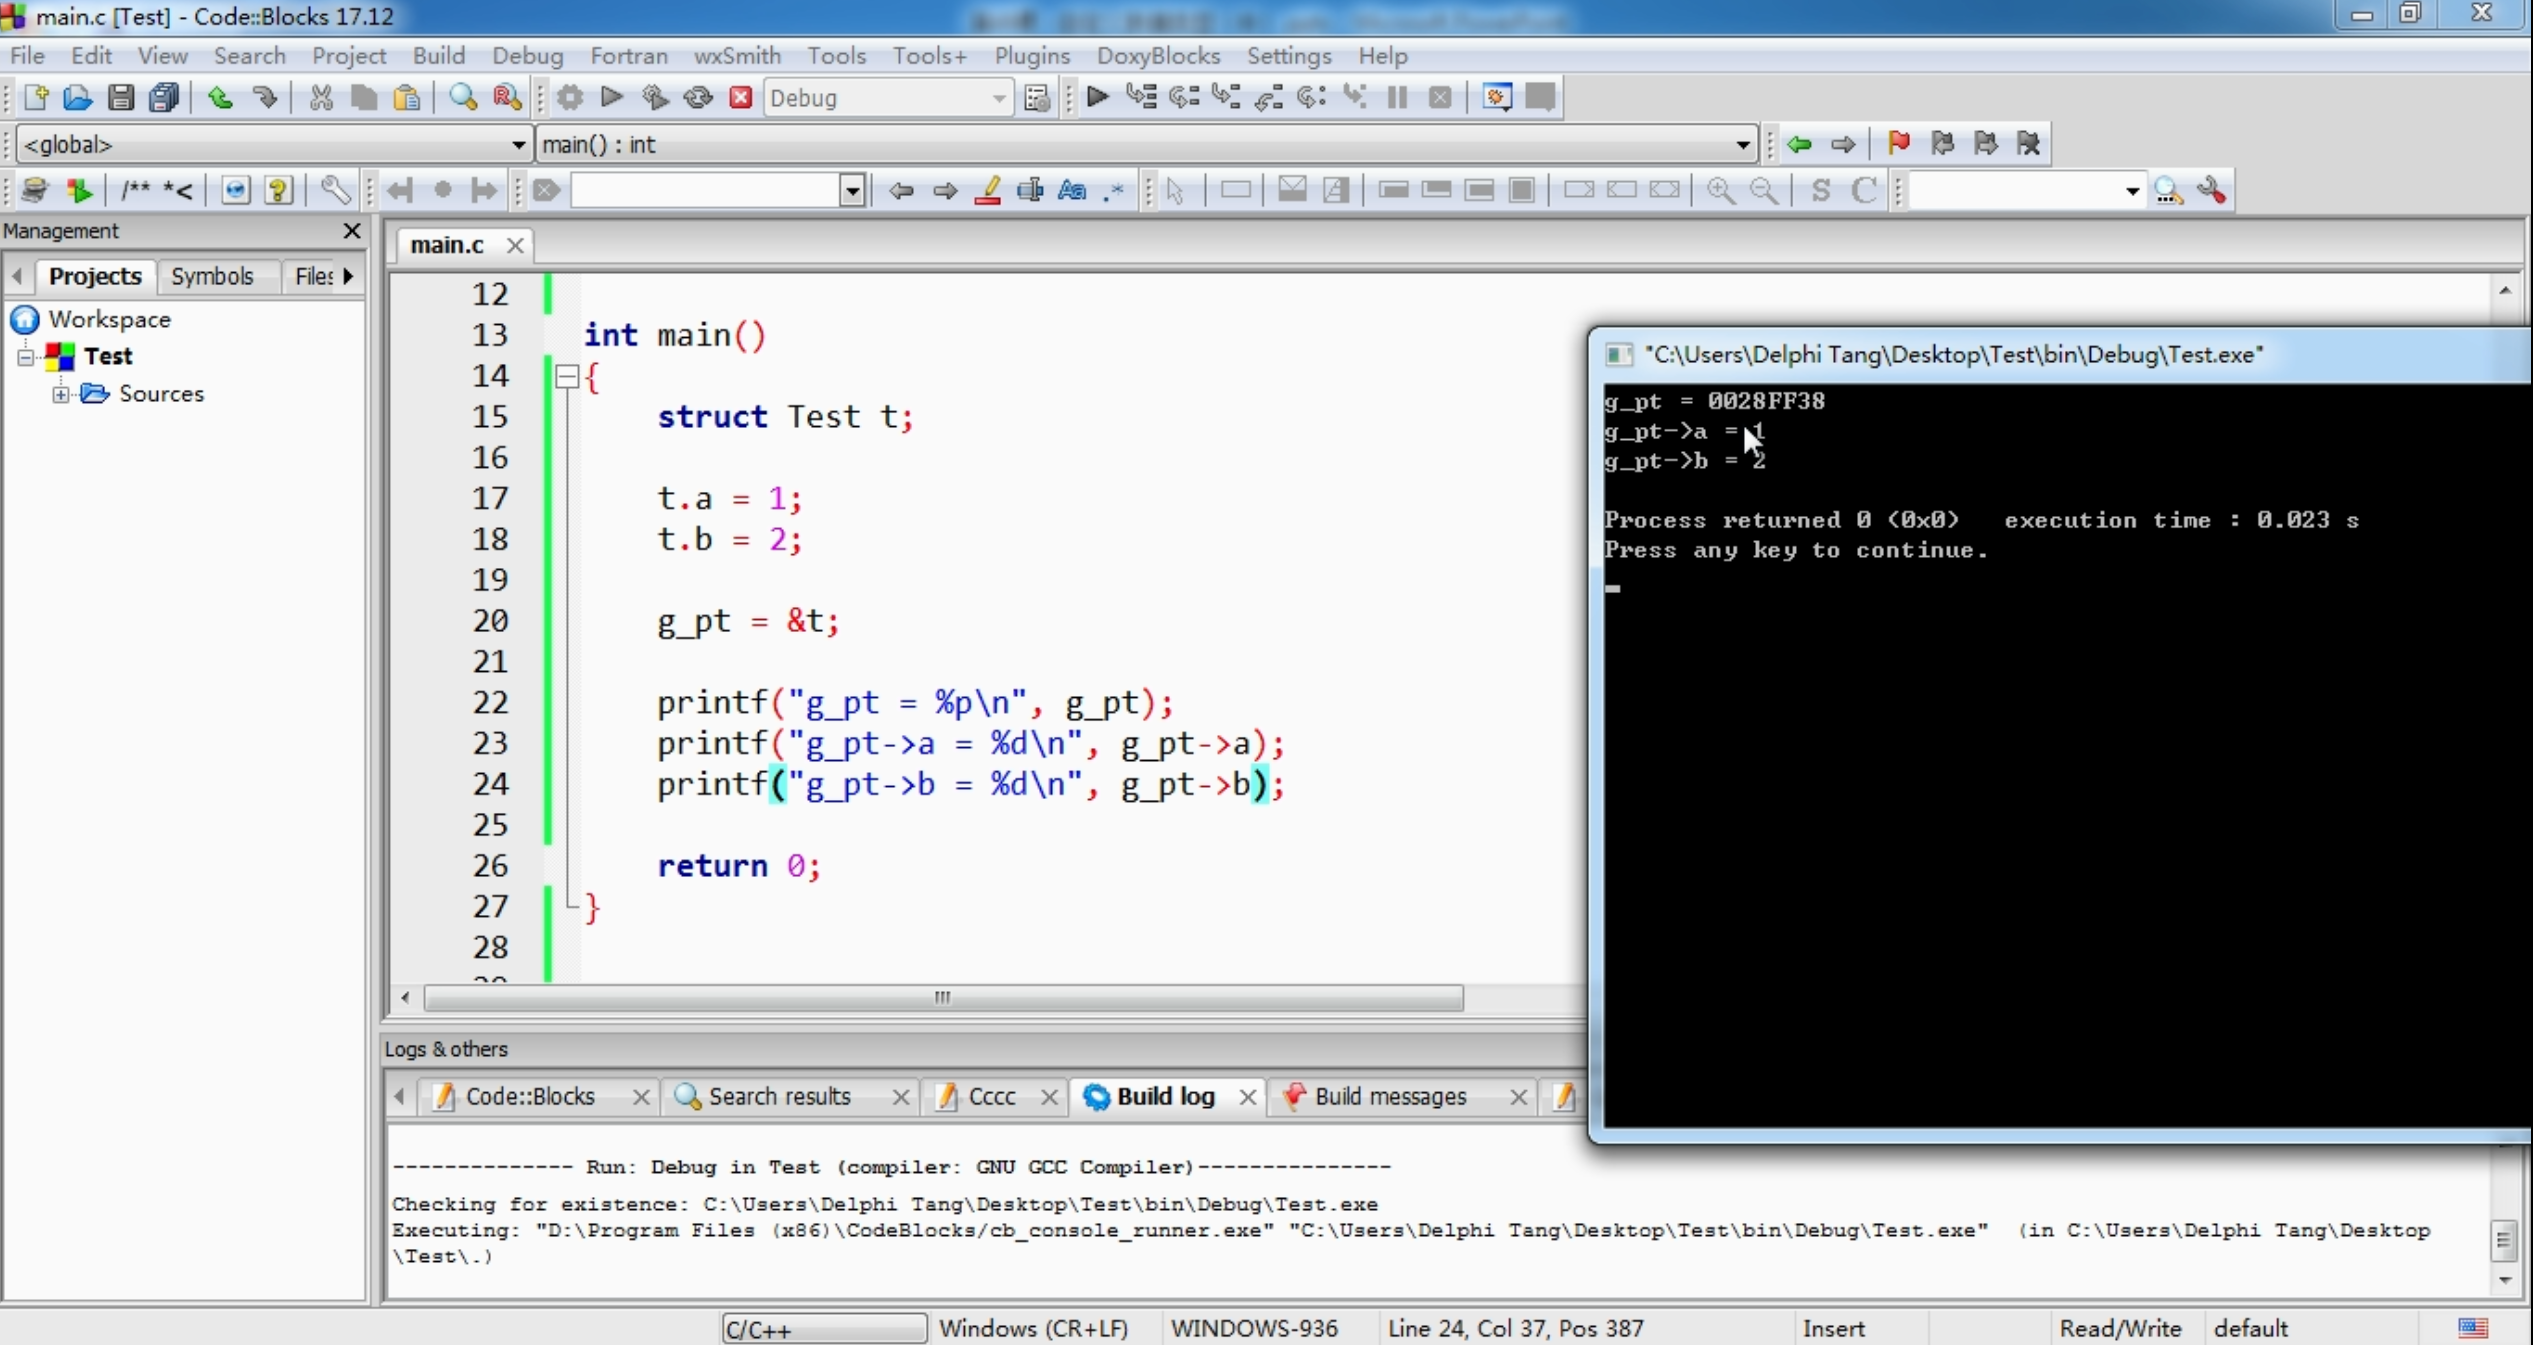 main.c [Test] - Code::Blocks 17.12
File Edit View Search Project Build Debug Fortran wxSmith Tools Tools+ Plugins DoxyBlocks Settings Help
Debug
<global> main() : int
/** *<
S C
Management
Projects Symbols Files
Workspace
Test
Sources
main.c
12
13 int main()
14 {
15 struct Test t;
16
17 t.a = 1;
18 t.b = 2;
19
20 g_pt = &t;
21
22 printf("g_pt = %p\n", g_pt);
23 printf("g_pt->a = %d\n", g_pt->a);
24 printf("g_pt->b = %d\n", g_pt->b);
25
26 return 0;
27 }
28
"C:\Users\Delphi Tang\Desktop\Test\bin\Debug\Test.exe"
g_pt = 0028FF38
g_pt->a = 1
g_pt->b = 2
Process returned 0 (0x0)   execution time : 0.023 s
Press any key to continue.
Logs & others
Code::Blocks Search results Cccc Build log Build messages
-------------- Run: Debug in Test (compiler: GNU GCC Compiler)---------------
Checking for existence: C:\Users\Delphi Tang\Desktop\Test\bin\Debug\Test.exe
Executing: "D:\Program Files (x86)\CodeBlocks/cb_console_runner.exe" "C:\Users\Delphi Tang\Desktop\Test\bin\Debug\Test.exe"  (in C:\Users\Delphi Tang\Desktop
\Test\.)
C/C++ Windows (CR+LF) WINDOWS-936 Line 24, Col 37, Pos 387 Insert Read/Write default